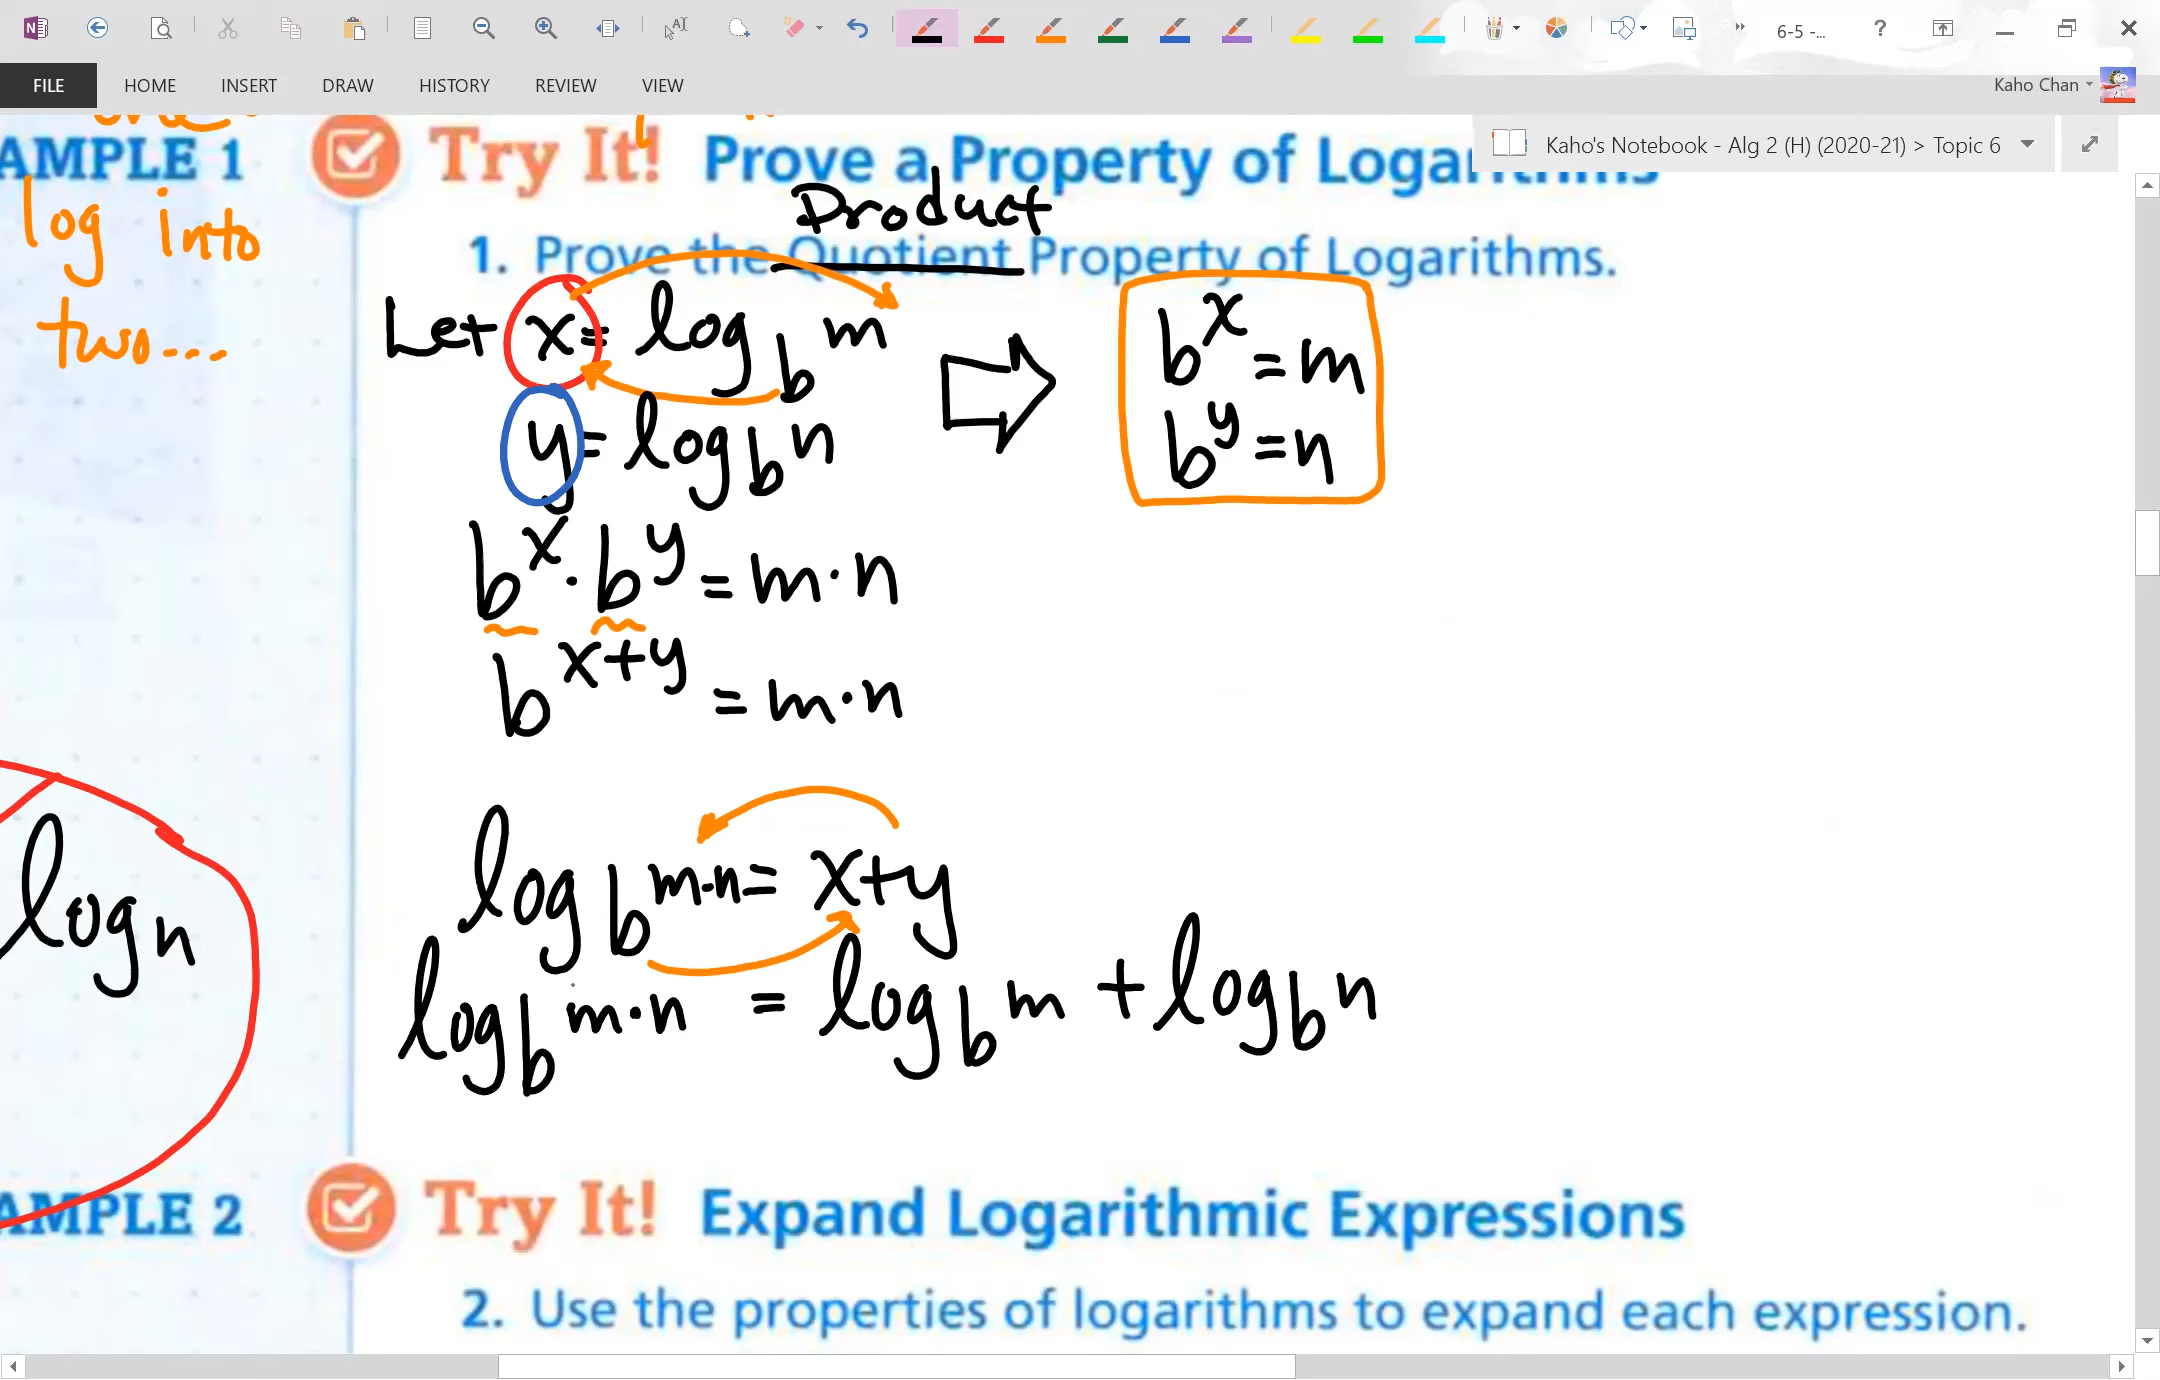 6-5 -...
FILE HOME INSERT DRAW HISTORY REVIEW VIEW Kaho Chan
Kaho's Notebook - Alg 2 (H) (2020-21) > Topic 6
one
AMPLE 1
log into
two...
Try It! Prove a Property of Logarithms
Product
1. Prove the Quotient Property of Logarithms.
Let x = log_b m
y = log_b n
b^x = m
b^y = n
b^x · b^y = m · n
b^(x+y) = m · n
log_b m·n = x+y
log_b m·n = log_b m + log_b n
log n
AMPLE 2
Try It! Expand Logarithmic Expressions
2. Use the properties of logarithms to expand each expression.